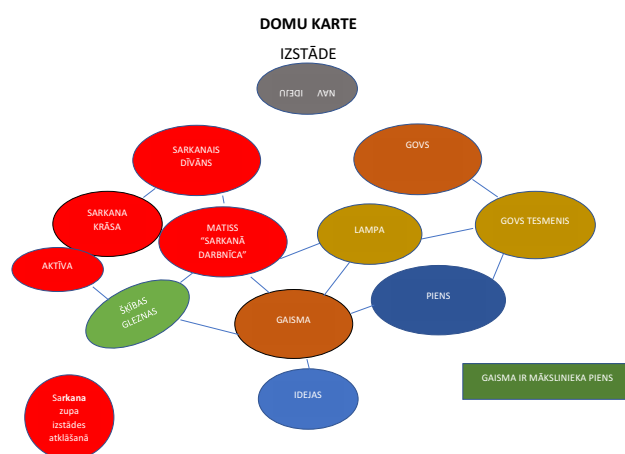 DOMU KARTE
IZSTĀDE
NAV IDEJU
SARKANAIS
DĪVĀNS
GOVS
SARKANA
KRĀSA
MATISS
“SARKANĀ
DARBNĪCA”
LAMPA
GOVS TESMENIS
AKTĪVA
ŠĶĪBAS
GLEZNAS
GAISMA
PIENS
IDEJAS
GAISMA IR MĀKSLINIEKA PIENS
Sarkana
zupa
izstādes
atklāšanā